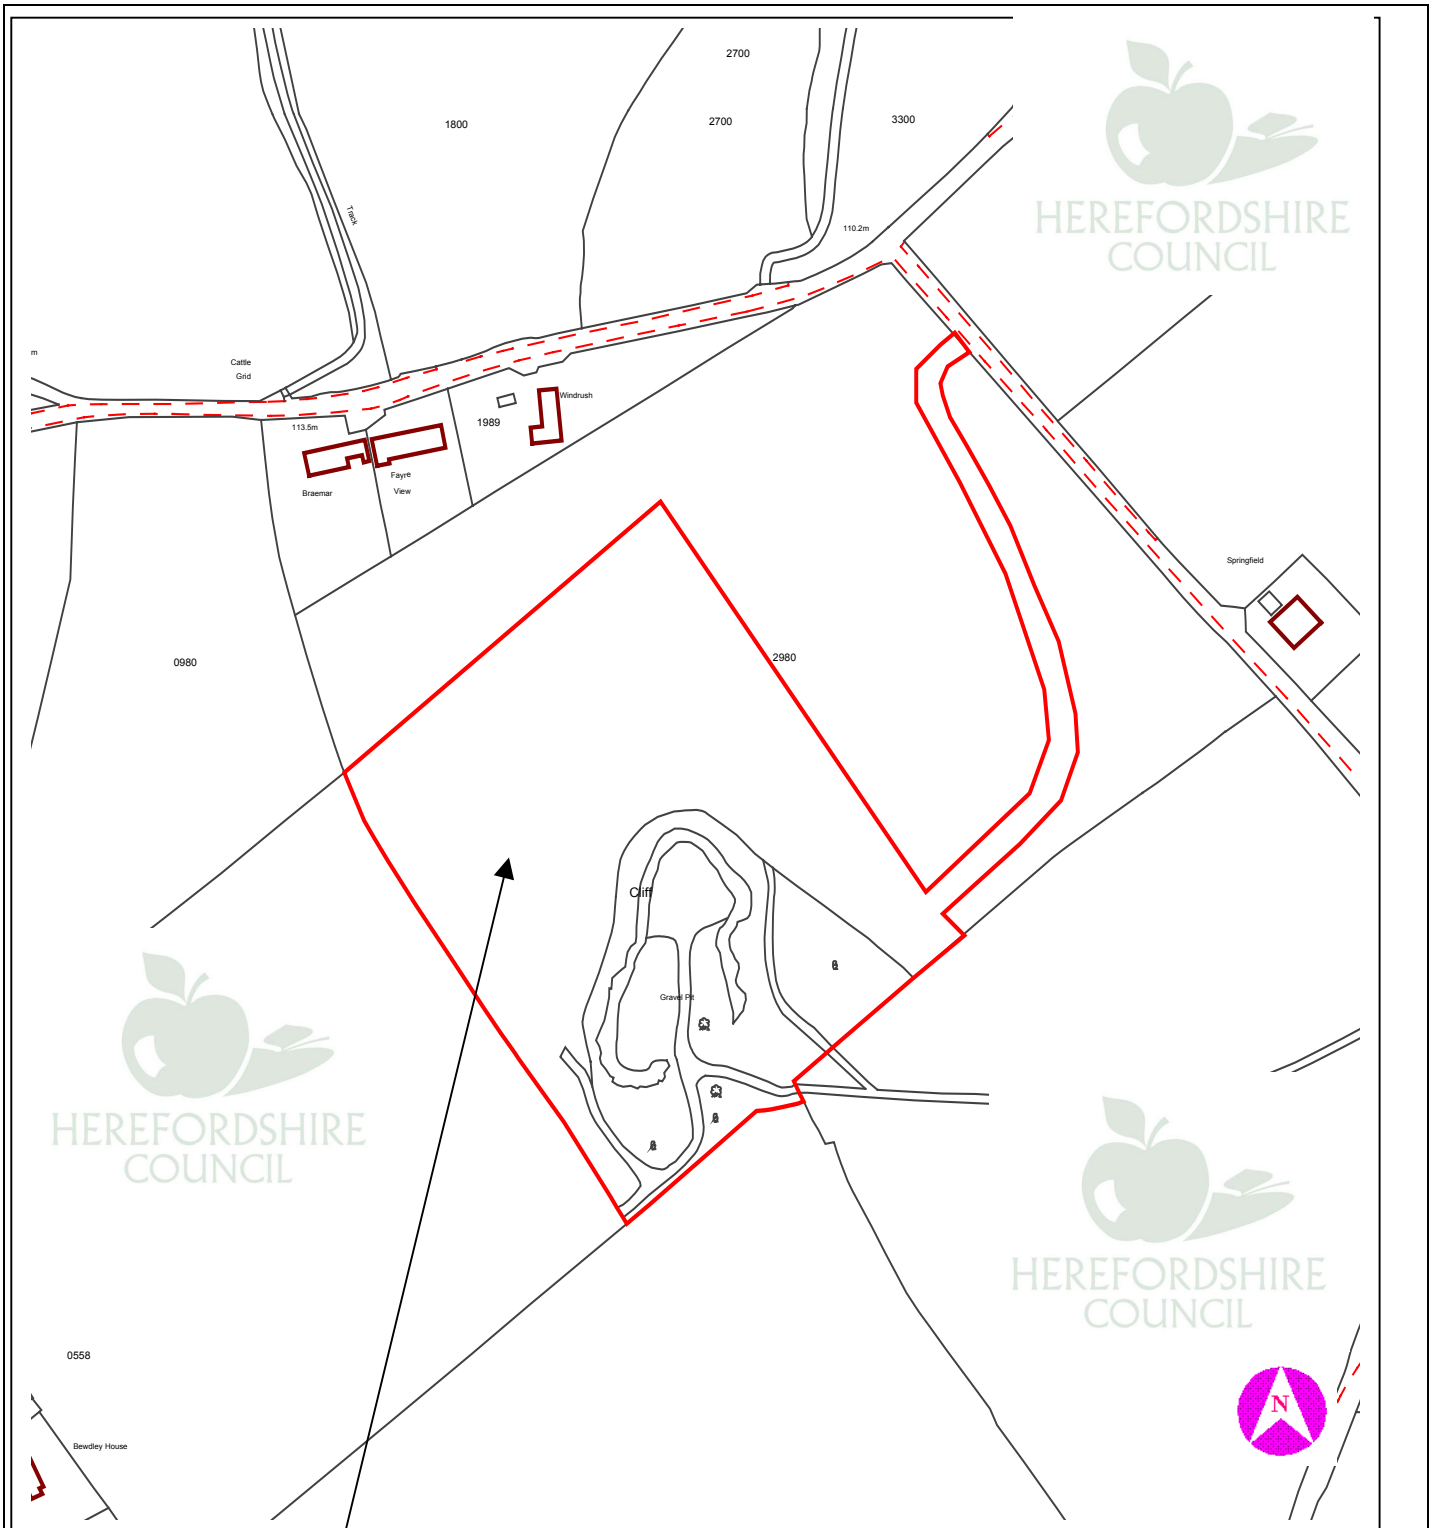 2700
1800
2700
3300
HEREFORDSHIRE
COUNCIL
Track
110.2m
m
Cattle
Grid
Windrush
1989
113.5m
Fayre
View
Braemar
Springfield
2980
0980
Cliff
Gravel Pit
HEREFORDSHIRE
COUNCIL
HEREFORDSHIRE
COUNCIL
0558
N
Bewdley House